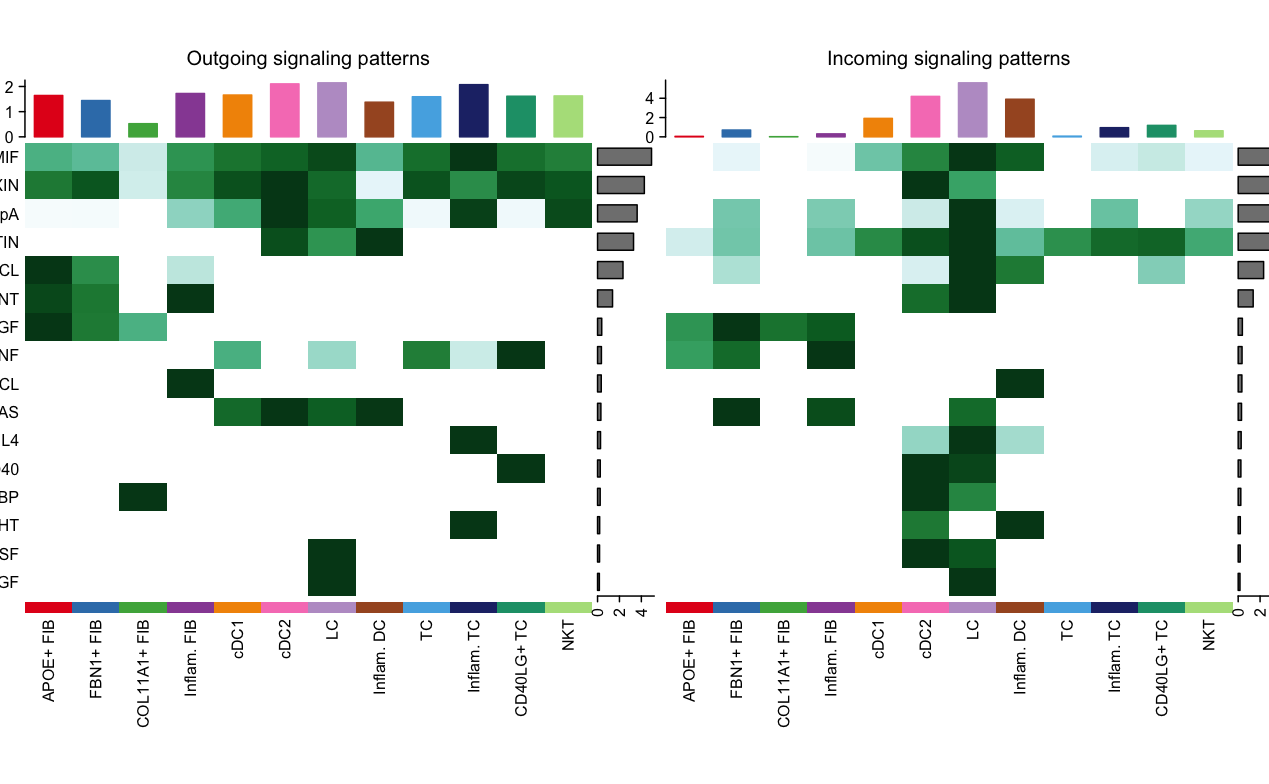 Outgoing signaling patterns
Incoming signaling patterns
2
1
0
4
2
0
MIF
XIN
pA
TIN
CL
NT
GF
NF
CL
AS
L4
40
BP
HT
SF
GF
0 2 4
0 2
APOE+ FIB
FBN1+ FIB
COL11A1+ FIB
Inflam. FIB
cDC1
cDC2
LC
Inflam. DC
TC
Inflam. TC
CD40LG+ TC
NKT
APOE+ FIB
FBN1+ FIB
COL11A1+ FIB
Inflam. FIB
cDC1
cDC2
LC
Inflam. DC
TC
Inflam. TC
CD40LG+ TC
NKT